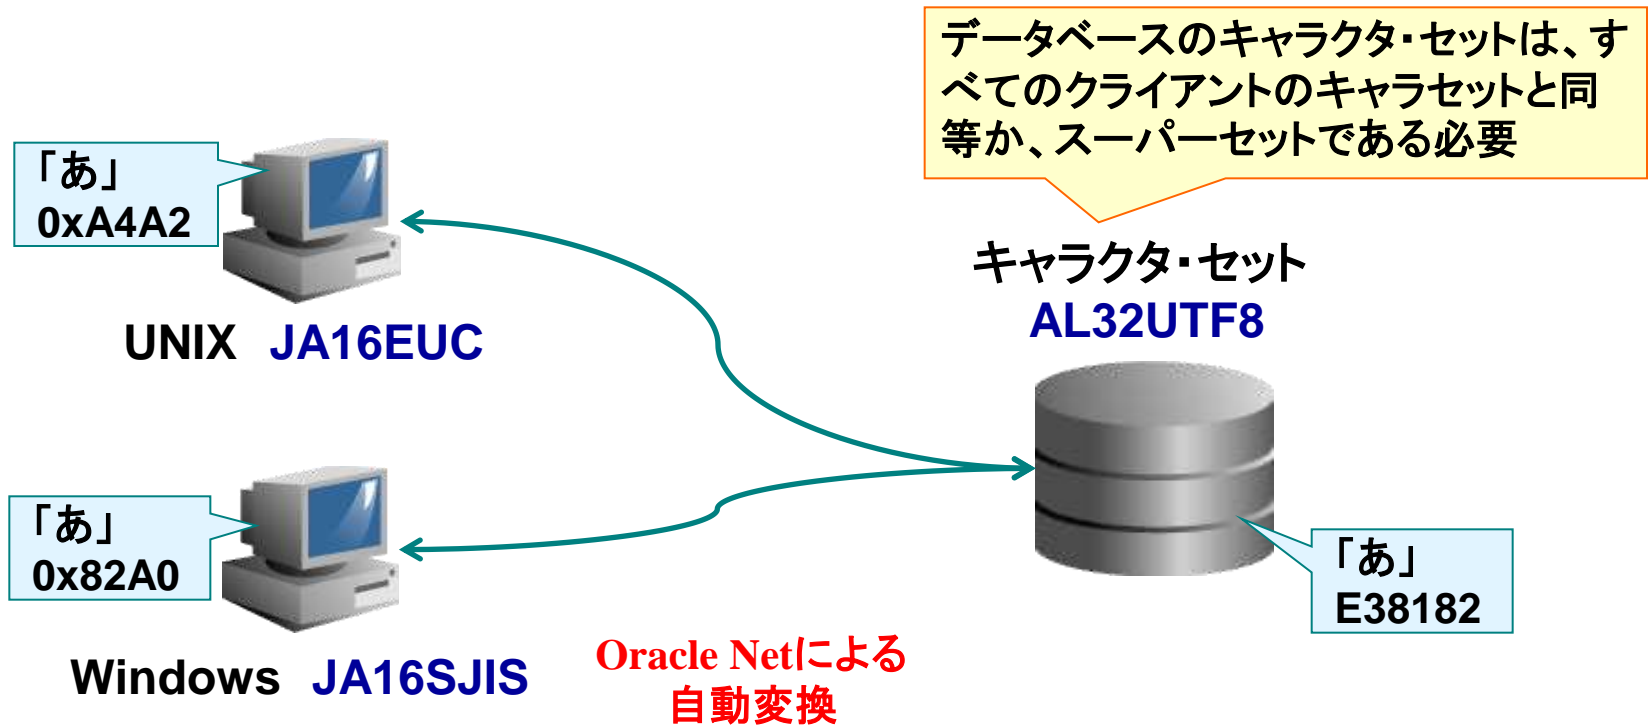 データベースのキャラクタ・セットは、す
べてのクライアントのキャラセットと同
等か、スーパーセットである必要
「あ」
0xA4A2
UNIX JA16EUC
キャラクタ・セット
AL32UTF8
「あ」
0x82A0
Windows JA16SJIS
「あ」
E38182
Oracle Netによる
自動変換